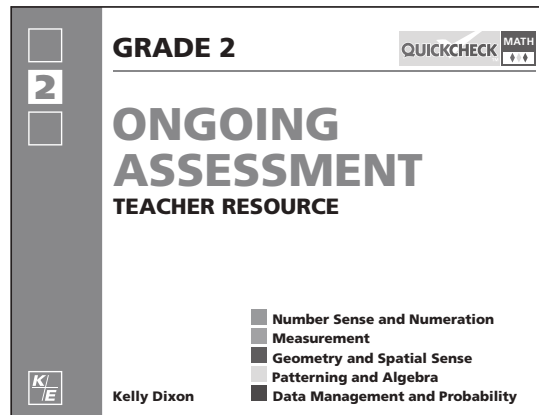 GRADE 2
QUICKCHECK MATH
2
ONGOING
ASSESSMENT
TEACHER RESOURCE
Number Sense and Numeration
Measurement
Geometry and Spatial Sense
Patterning and Algebra
Kelly Dixon
Data Management and Probability
K/E